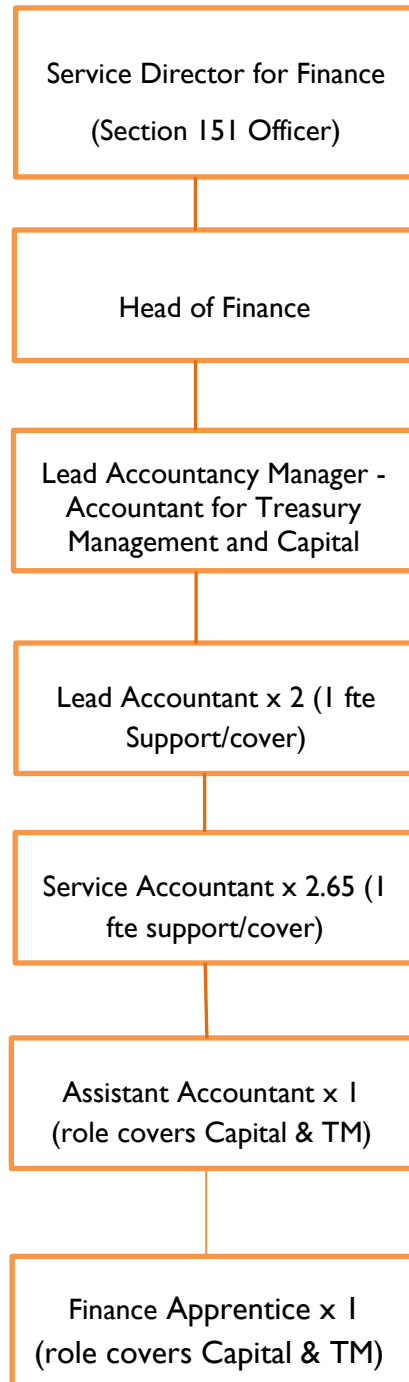 Service Director for Finance
(Section 151 Officer)
Head of Finance
Lead Accountancy Manager -
Accountant for Treasury
Management and Capital
Lead Accountant x 2 (1 fte
Support/cover)
Service Accountant x 2.65 (1
fte support/cover)
Assistant Accountant x 1
(role covers Capital & TM)
Finance Apprentice x 1
(role covers Capital & TM)